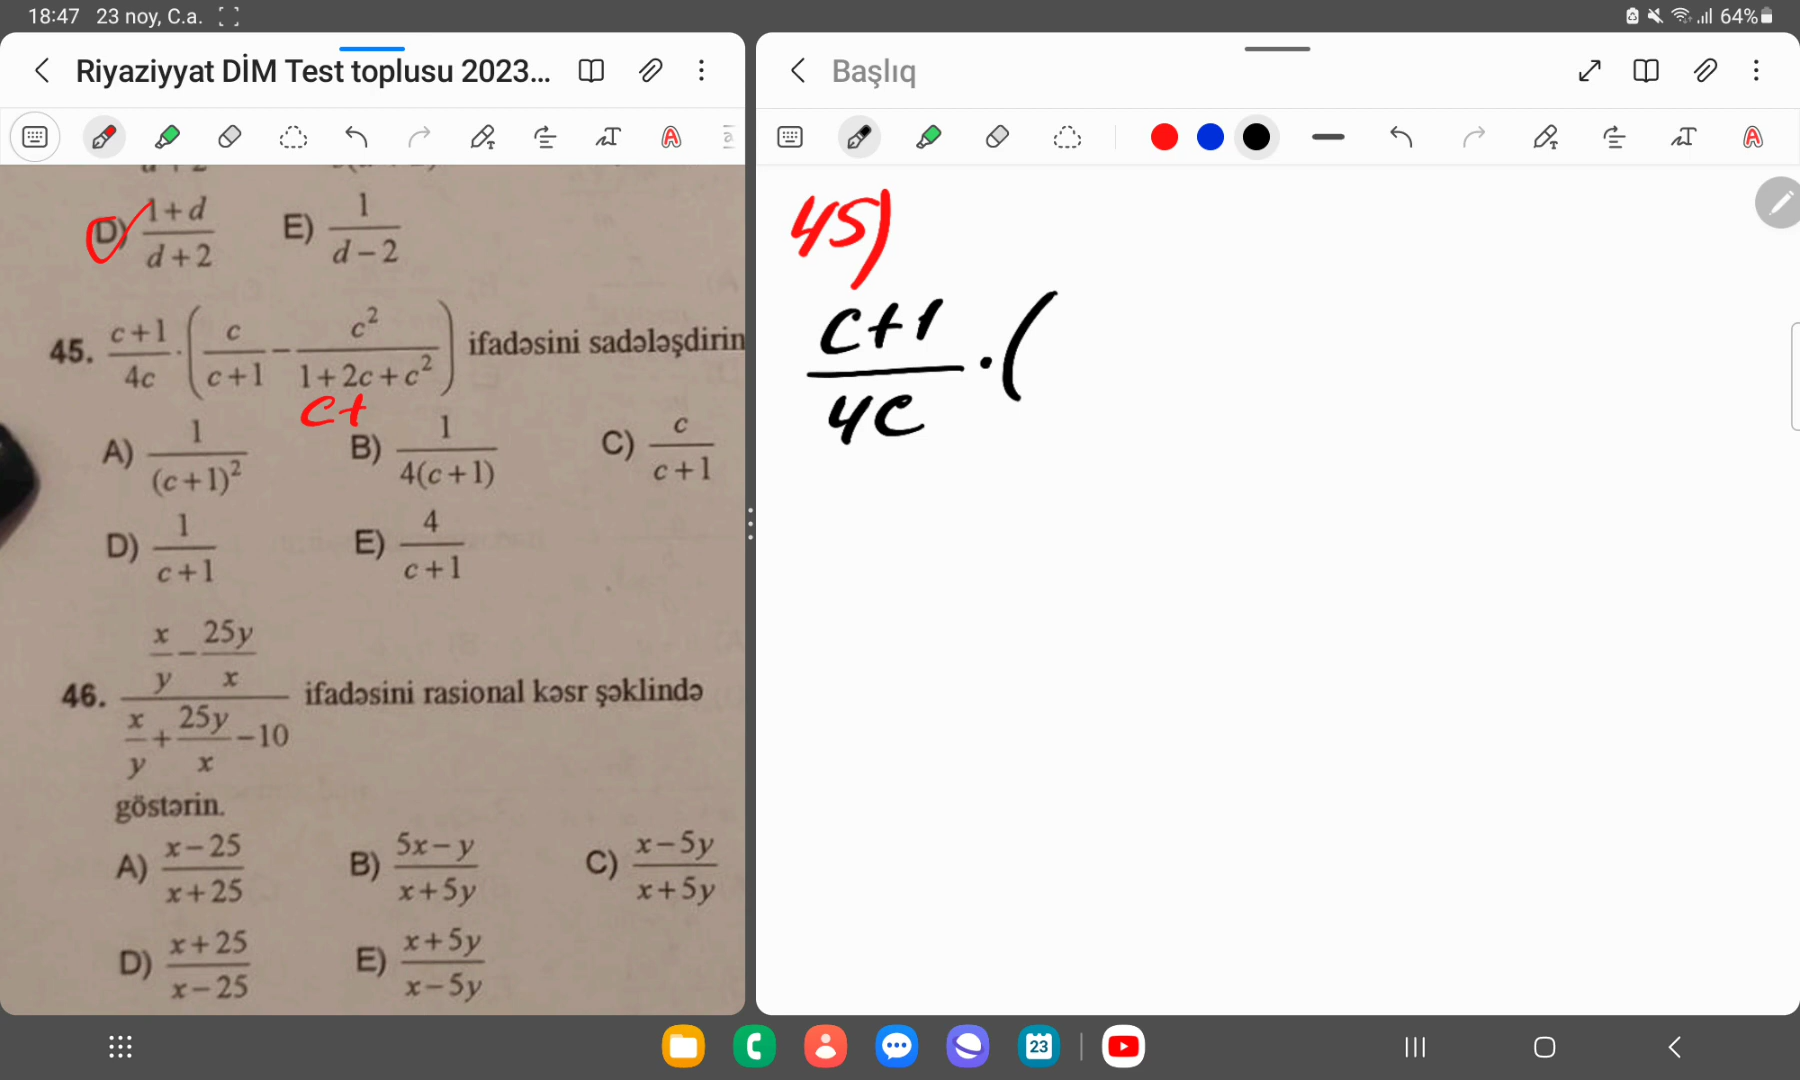 18:47 23 noy, C.a. 64%
Riyaziyyat DİM Test toplusu 2023...
Başlıq
D) (1+d)/(d+2) E) 1/(d-2)
45. (c+1)/(4c) · (c/(c+1) - c²/(1+2c+c²)) ifadəsini sadələşdirin
c+
A) 1/(c+1)² B) 1/(4(c+1)) C) c/(c+1)
D) 1/(c+1) E) 4/(c+1)
46. (x/y - 25y/x)/(x/y + 25y/x - 10) ifadəsini rasional kəsr şəklində
göstərin.
A) (x-25)/(x+25) B) (5x-y)/(x+5y) C) (x-5y)/(x+5y)
D) (x+25)/(x-25) E) (x+5y)/(x-5y)
45)
(c+1)/(4c) · (
23